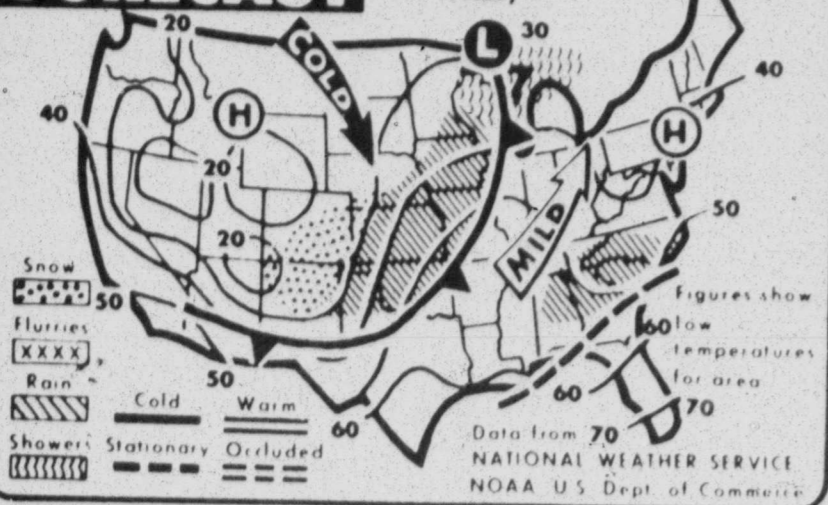 20
L 30
COLD
40
H
40
H
20
50
MILD
20
Snow
50
Figures show
Flurries
60 low
XXXX
temperatures
50
60
for area
Rain
Cold
Warm
70
60
Showers
Stationary
Occluded
Data from 70
NATIONAL WEATHER SERVICE
NOAA U S Dept. of Commerce